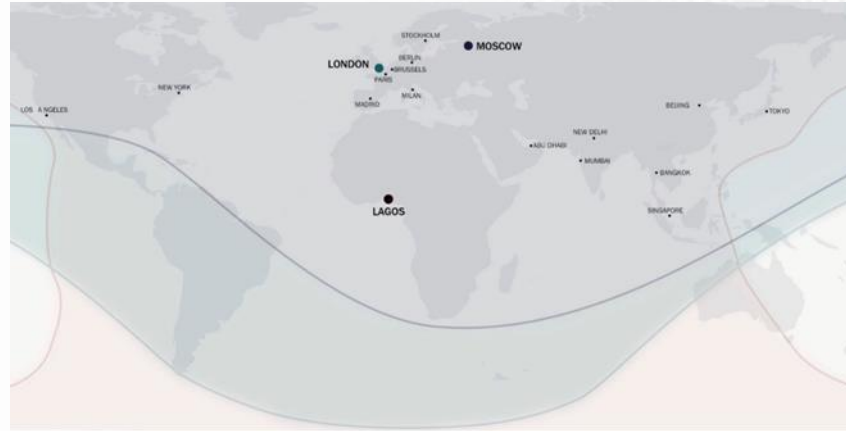 STOCKHOLM
MOSCOW
BERLIN
LONDON
BRUSSELS
PARIS
NEW YORK
MILAN
MADRID
LOS ANGELES
BEIJING
TOKYO
NEW DELHI
ABU DHABI
MUMBAI
BANGKOK
LAGOS
SINGAPORE